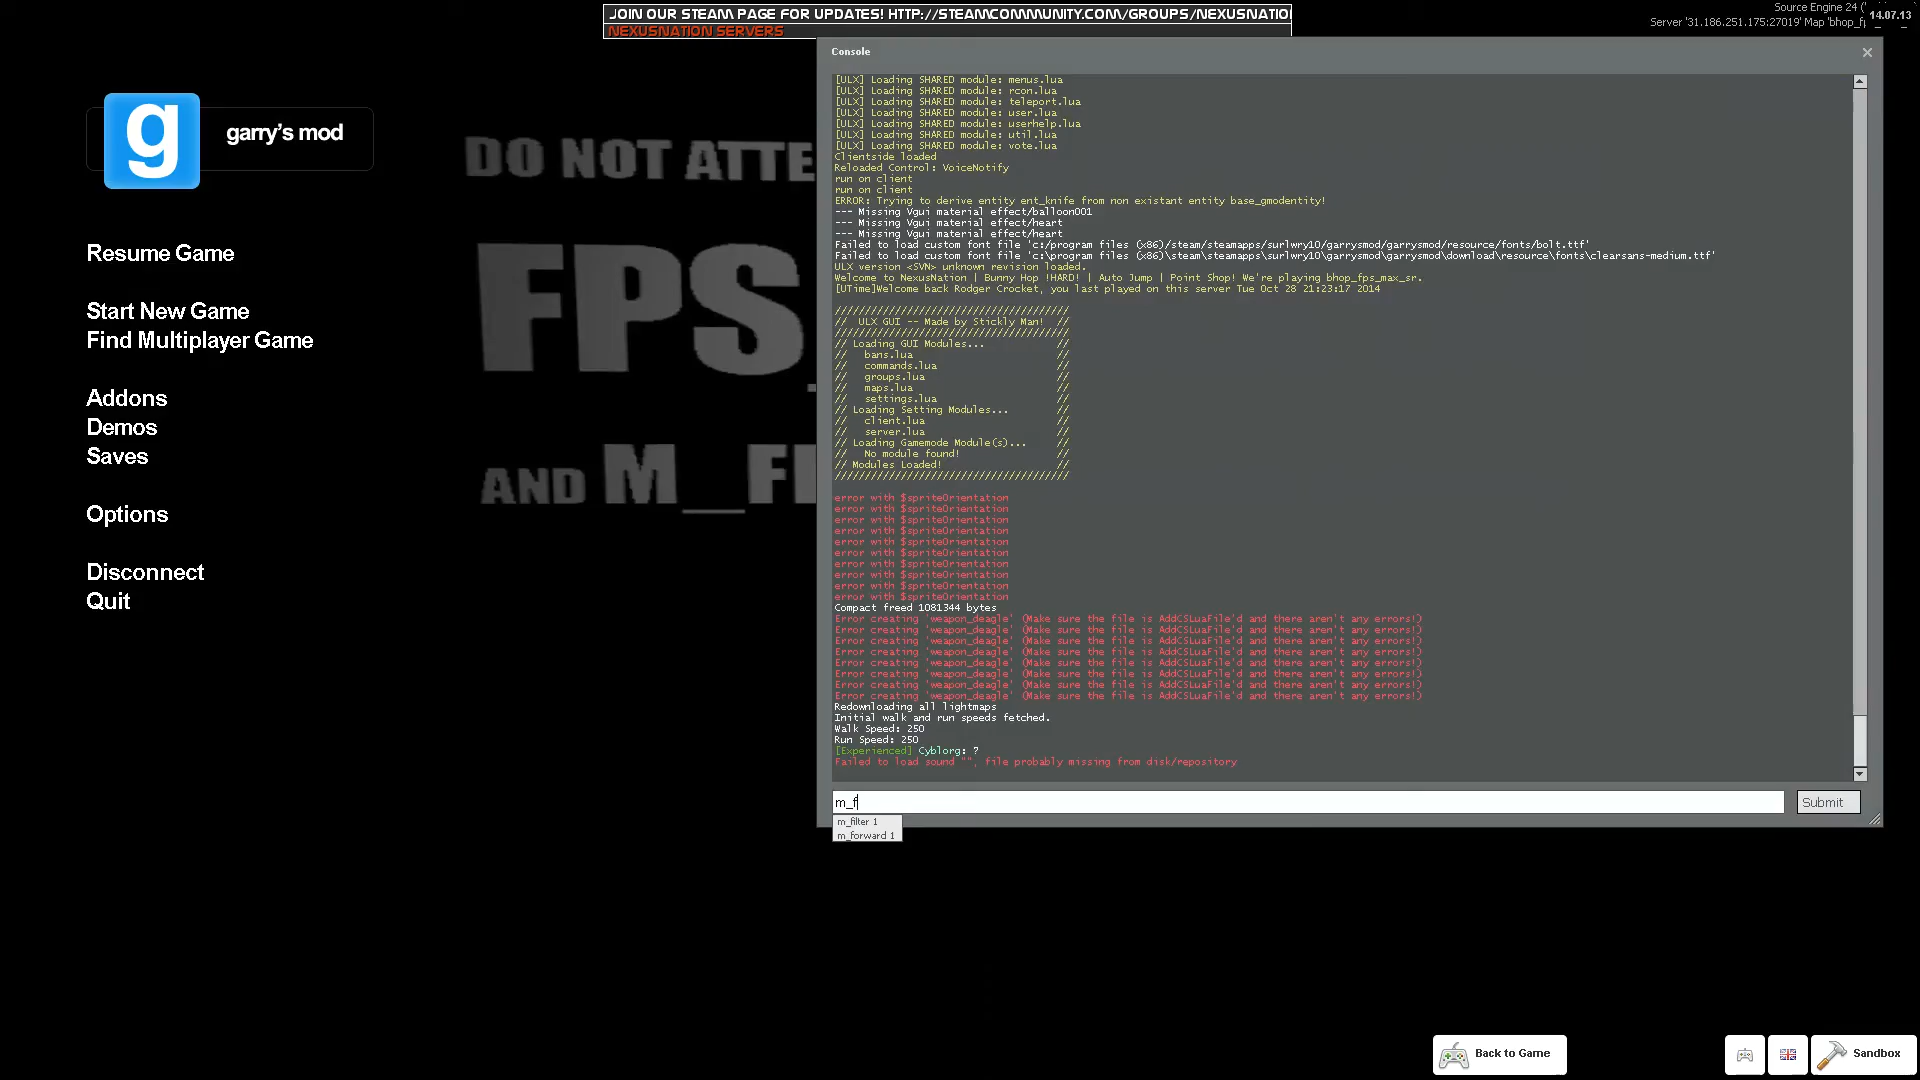 JOIN OUR STEAM PAGE FOR UPDATES! HTTP://STEAMCOMMUNITY.COM/GROUPS/NEXUSNATIO
NEXUSNATION SERVERS
Source Engine 24 (
14.07.13
Server '31.186.251.175:27019' Map 'bhop_f
g garry's mod
DO NOT ATTE
FPS_
AND M_FI
Resume Game
Start New Game
Find Multiplayer Game
Addons
Demos
Saves
Options
Disconnect
Quit
Console
[ULX] Loading SHARED module: menus.lua
[ULX] Loading SHARED module: rcon.lua
[ULX] Loading SHARED module: teleport.lua
[ULX] Loading SHARED module: user.lua
[ULX] Loading SHARED module: userhelp.lua
[ULX] Loading SHARED module: util.lua
[ULX] Loading SHARED module: vote.lua
Clientside loaded
Reloaded Control: VoiceNotify
run on client
run on client
ERROR: Trying to derive entity ent_knife from non existant entity base_gmodentity!
--- Missing Vgui material effect/balloon001
--- Missing Vgui material effect/heart
--- Missing Vgui material effect/heart
Failed to load custom font file 'c:/program files (x86)/steam/steamapps/surlwry10/garrysmod/garrysmod/resource/fonts/bolt.ttf'
Failed to load custom font file 'c:\program files (x86)\steam\steamapps\surlwry10\garrysmod\garrysmod\download\resource\fonts\clearsans-medium.ttf'
ULX version <SVN> unknown revision loaded.
Welcome to NexusNation | Bunny Hop !HARD! | Auto Jump | Point Shop! We're playing bhop_fps_max_sr.
[UTime]Welcome back Rodger Crocket, you last played on this server Tue Oct 28 21:23:17 2014
///////////////////////////////////////
//  ULX GUI -- Made by Stickly Man!  //
///////////////////////////////////////
// Loading GUI Modules...            //
//   bans.lua                        //
//   commands.lua                    //
//   groups.lua                      //
//   maps.lua                        //
//   settings.lua                    //
// Loading Setting Modules...        //
//   client.lua                      //
//   server.lua                      //
// Loading Gamemode Module(s)...     //
//   No module found!                //
// Modules Loaded!                   //
///////////////////////////////////////
error with $spriteOrientation
error with $spriteOrientation
error with $spriteOrientation
error with $spriteOrientation
error with $spriteOrientation
error with $spriteOrientation
error with $spriteOrientation
error with $spriteOrientation
error with $spriteOrientation
error with $spriteOrientation
Compact freed 1081344 bytes
Error creating 'weapon_deagle' (Make sure the file is AddCSLuaFile'd and there aren't any errors!)
Error creating 'weapon_deagle' (Make sure the file is AddCSLuaFile'd and there aren't any errors!)
Error creating 'weapon_deagle' (Make sure the file is AddCSLuaFile'd and there aren't any errors!)
Error creating 'weapon_deagle' (Make sure the file is AddCSLuaFile'd and there aren't any errors!)
Error creating 'weapon_deagle' (Make sure the file is AddCSLuaFile'd and there aren't any errors!)
Error creating 'weapon_deagle' (Make sure the file is AddCSLuaFile'd and there aren't any errors!)
Error creating 'weapon_deagle' (Make sure the file is AddCSLuaFile'd and there aren't any errors!)
Error creating 'weapon_deagle' (Make sure the file is AddCSLuaFile'd and there aren't any errors!)
Redownloading all lightmaps
Initial walk and run speeds fetched.
Walk Speed: 250
Run Speed: 250
[Experienced] Cyblorg: ?
Failed to load sound "", file probably missing from disk/repository
m_f
Submit
m_filter 1
m_forward 1
Back to Game
Sandbox